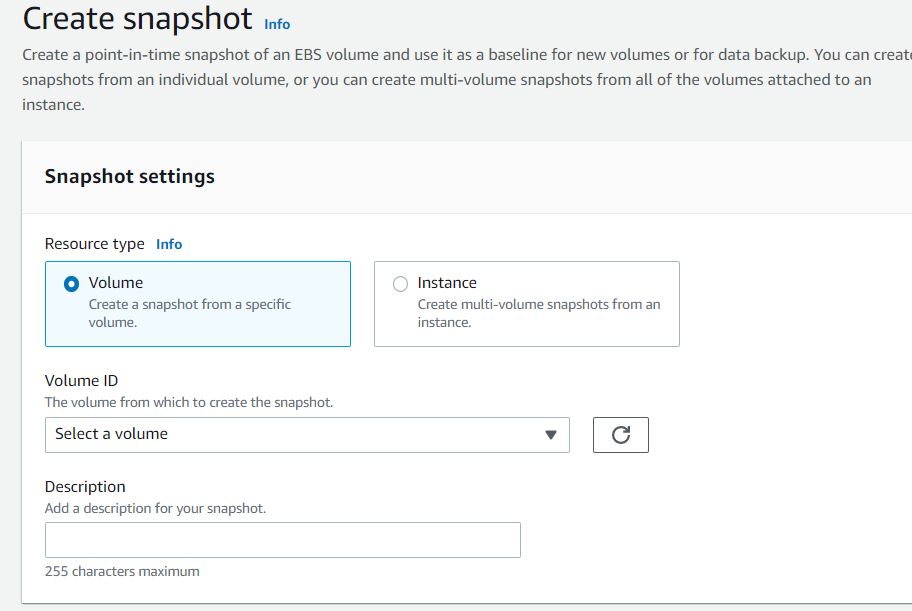 Create snapshot Info
Create a point-in-time snapshot of an EBS volume and use it as a baseline for new volumes or for data backup. You can create
snapshots from an individual volume, or you can create multi-volume snapshots from all of the volumes attached to an
instance.
Snapshot settings
Resource type Info
Volume
Create a snapshot from a specific
volume.
Instance
Create multi-volume snapshots from an
instance.
Volume ID
The volume from which to create the snapshot.
Select a volume
Description
Add a description for your snapshot.
255 characters maximum